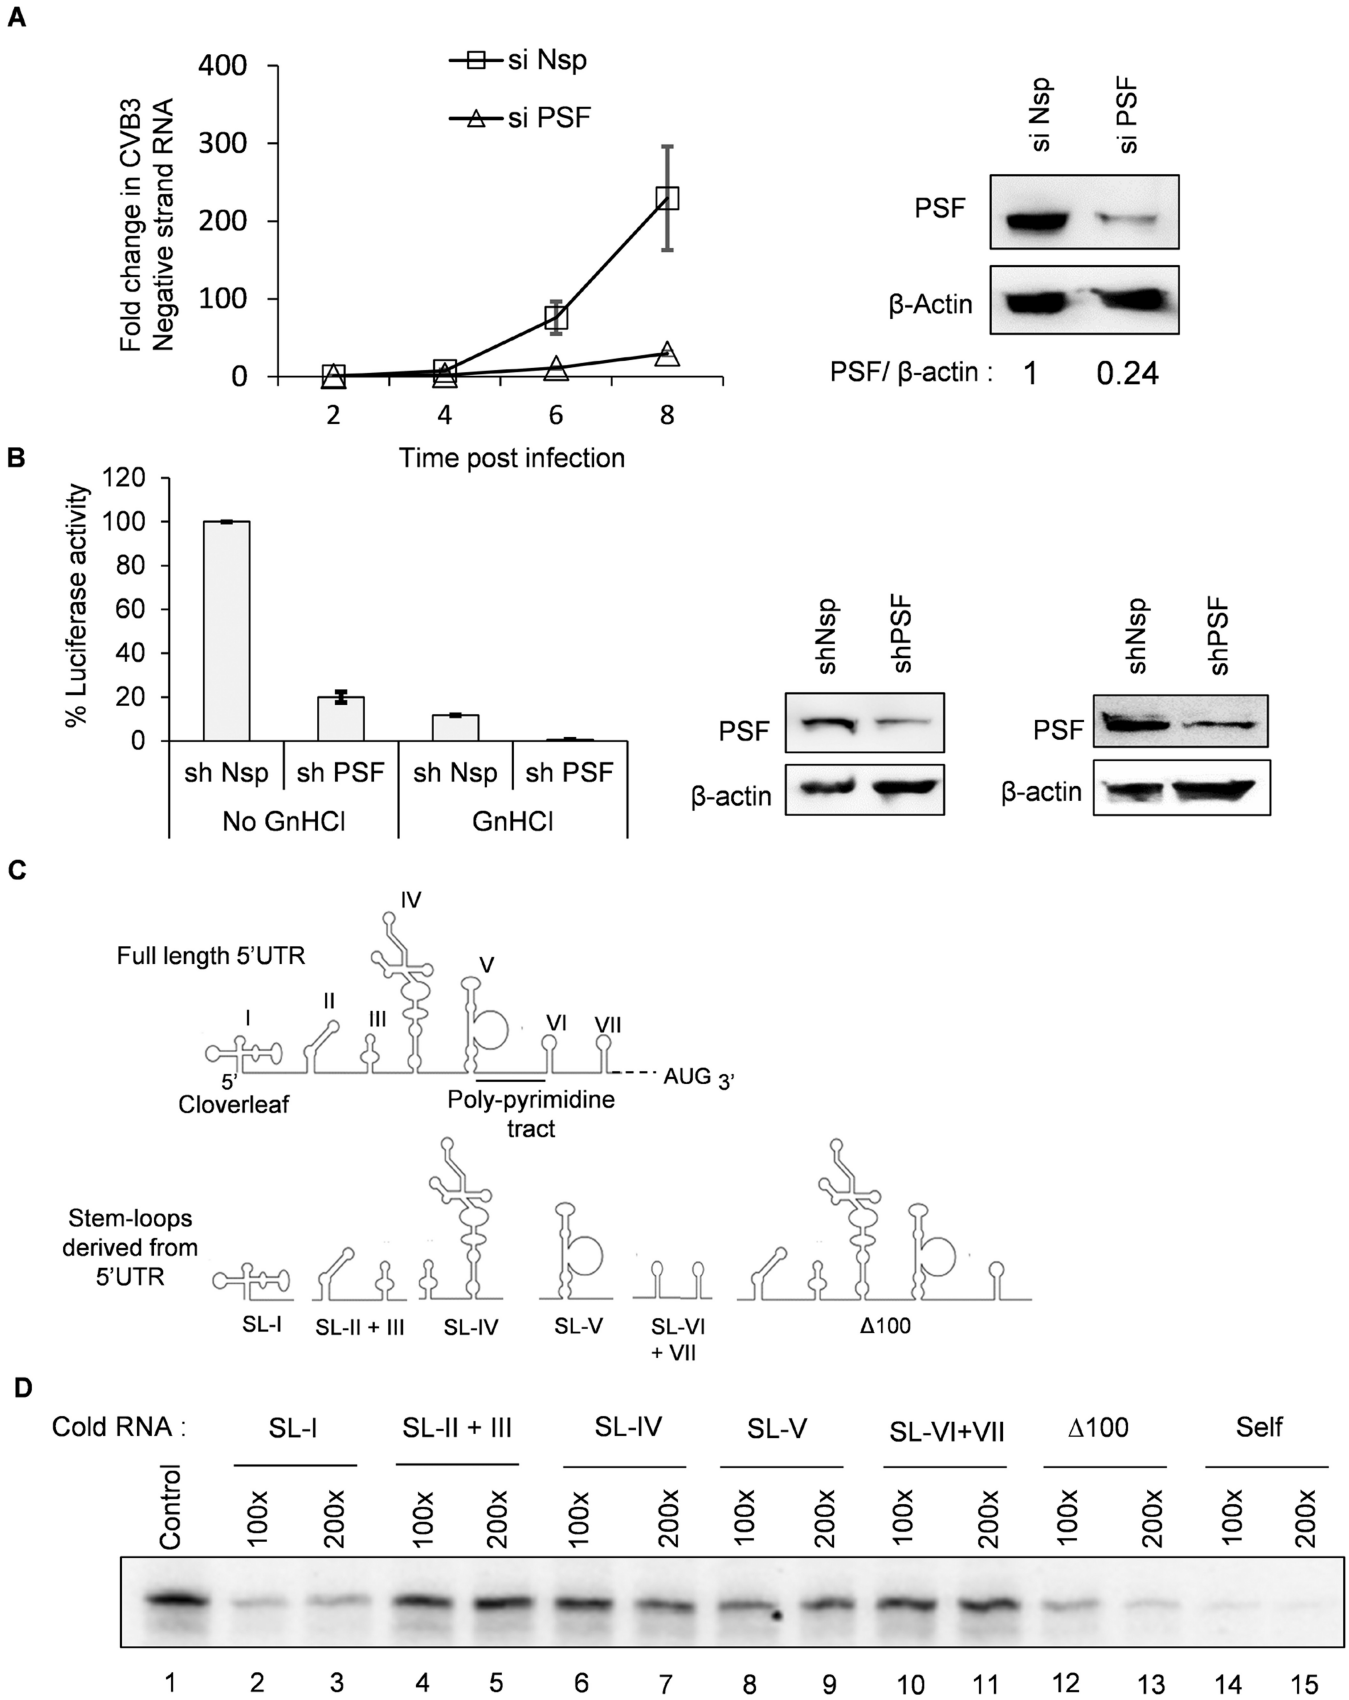 A
Fold change in CVB3
Negative strand RNA
400
300
200
100
0
2 4 6 8
Time post infection
si Nsp
si PSF
si Nsp
si PSF
PSF
β-Actin
PSF/ β-actin : 1 0.24
B
% Luciferase activity
120
100
80
60
40
20
0
sh Nsp sh PSF sh Nsp sh PSF
No GnHCl GnHCl
shNsp
shPSF
PSF
β-actin
shNsp
shPSF
PSF
β-actin
C
Full length 5’UTR
I
II
III
IV
V
VI
VII
5’
AUG 3’
Cloverleaf
Poly-pyrimidine
tract
Stem-loops
derived from
5’UTR
SL-I
SL-II + III
SL-IV
SL-V
SL-VI
+ VII
Δ100
D
Cold RNA : SL-I SL-II + III SL-IV SL-V SL-VI+VII Δ100 Self
Control 100x 200x 100x 200x 100x 200x 100x 200x 100x 200x 100x 200x 100x 200x
1 2 3 4 5 6 7 8 9 10 11 12 13 14 15